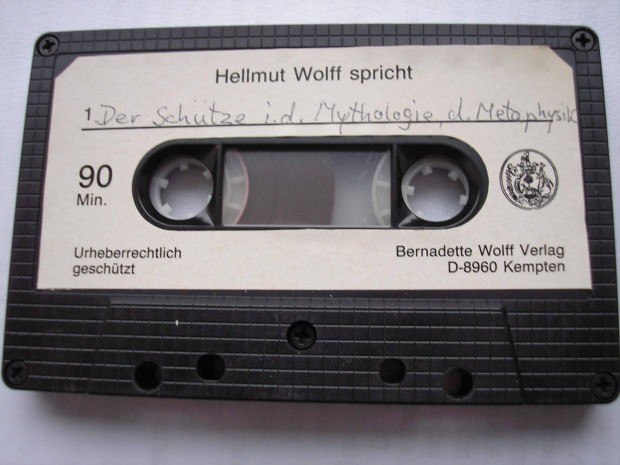 Hellmut Wolff spricht
1 Der Schütze i.d. Mythologie, d. Metaphysik
90
Min.
Urheberrechtlich
geschützt
Bernadette Wolff Verlag
D-8960 Kempten